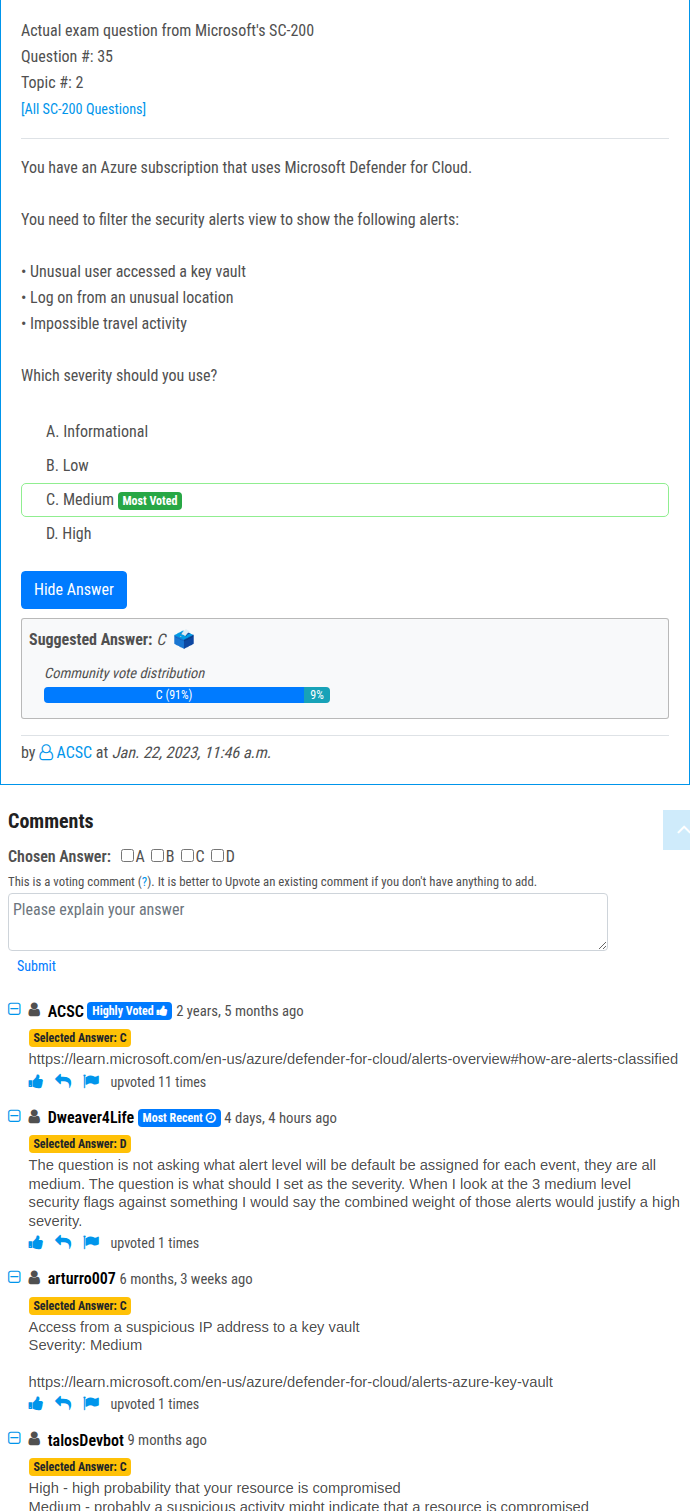 Actual exam question from Microsoft's SC-200
Question #: 35
Topic #: 2
[All SC-200 Questions]
You have an Azure subscription that uses Microsoft Defender for Cloud.
You need to filter the security alerts view to show the following alerts:
• Unusual user accessed a key vault
• Log on from an unusual location
• Impossible travel activity
Which severity should you use?
A. Informational
B. Low
C. Medium Most Voted
D. High
Hide Answer
Suggested Answer: C
Community vote distribution
C (91%) 9%
by ACSC at Jan. 22, 2023, 11:46 a.m.
Comments
Chosen Answer: A B C D
This is a voting comment (?). It is better to Upvote an existing comment if you don't have anything to add.
Please explain your answer
Submit
ACSC Highly Voted 2 years, 5 months ago
Selected Answer: C
https://learn.microsoft.com/en-us/azure/defender-for-cloud/alerts-overview#how-are-alerts-classified
upvoted 11 times
Dweaver4Life Most Recent 4 days, 4 hours ago
Selected Answer: D
The question is not asking what alert level will be default be assigned for each event, they are all
medium. The question is what should I set as the severity. When I look at the 3 medium level
security flags against something I would say the combined weight of those alerts would justify a high
severity.
upvoted 1 times
arturro007 6 months, 3 weeks ago
Selected Answer: C
Access from a suspicious IP address to a key vault
Severity: Medium
https://learn.microsoft.com/en-us/azure/defender-for-cloud/alerts-azure-key-vault
upvoted 1 times
talosDevbot 9 months ago
Selected Answer: C
High - high probability that your resource is compromised
Medium - probably a suspicious activity might indicate that a resource is compromised